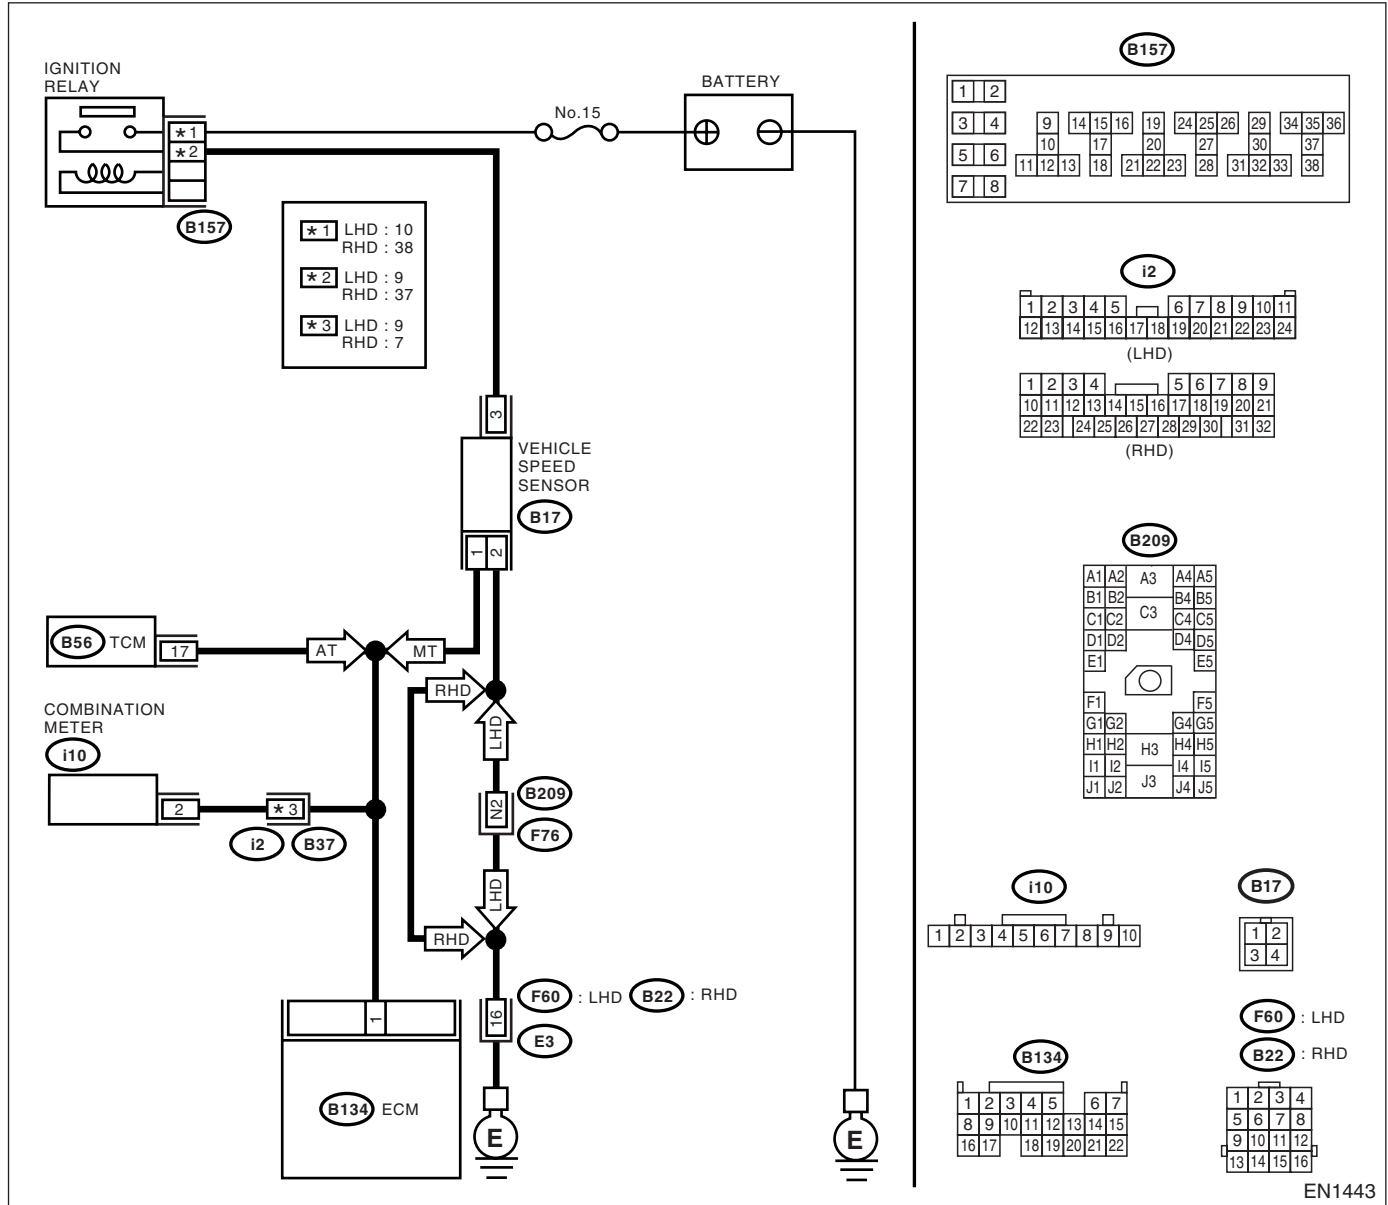 IGNITION
RELAY
*1
*2
B157
No.15
BATTERY
*1 LHD : 10
RHD : 38
*2 LHD : 9
RHD : 37
*3 LHD : 9
RHD : 7
3
VEHICLE
SPEED
SENSOR
B17
1 2
B56 TCM
17
AT
MT
RHD
LHD
COMBINATION
METER
i10
2
*3
i2 B37
N2
B209
F76
LHD
RHD
16
F60 : LHD B22 : RHD
E3
1
B134 ECM
E
E
B157
1 2
3 4 9 14 15 16 19 24 25 26 29 34 35 36
10 17 20 27 30 37
5 6 11 12 13 18 21 22 23 28 31 32 33 38
7 8
i2
1 2 3 4 5 6 7 8 9 10 11
12 13 14 15 16 17 18 19 20 21 22 23 24
(LHD)
1 2 3 4 5 6 7 8 9
10 11 12 13 14 15 16 17 18 19 20 21
22 23 24 25 26 27 28 29 30 31 32
(RHD)
B209
A1 A2 A3 A4 A5
B1 B2 B4 B5
C1 C2 C3 C4 C5
D1 D2 D4 D5
E1 E5
F1 F5
G1 G2 G4 G5
H1 H2 H3 H4 H5
I1 I2 I4 I5
J1 J2 J3 J4 J5
i10
1 2 3 4 5 6 7 8 9 10
B17
1 2
3 4
B134
1 2 3 4 5 6 7
8 9 10 11 12 13 14 15
16 17 18 19 20 21 22
F60 : LHD
B22 : RHD
1 2 3 4
5 6 7 8
9 10 11 12
13 14 15 16
EN1443